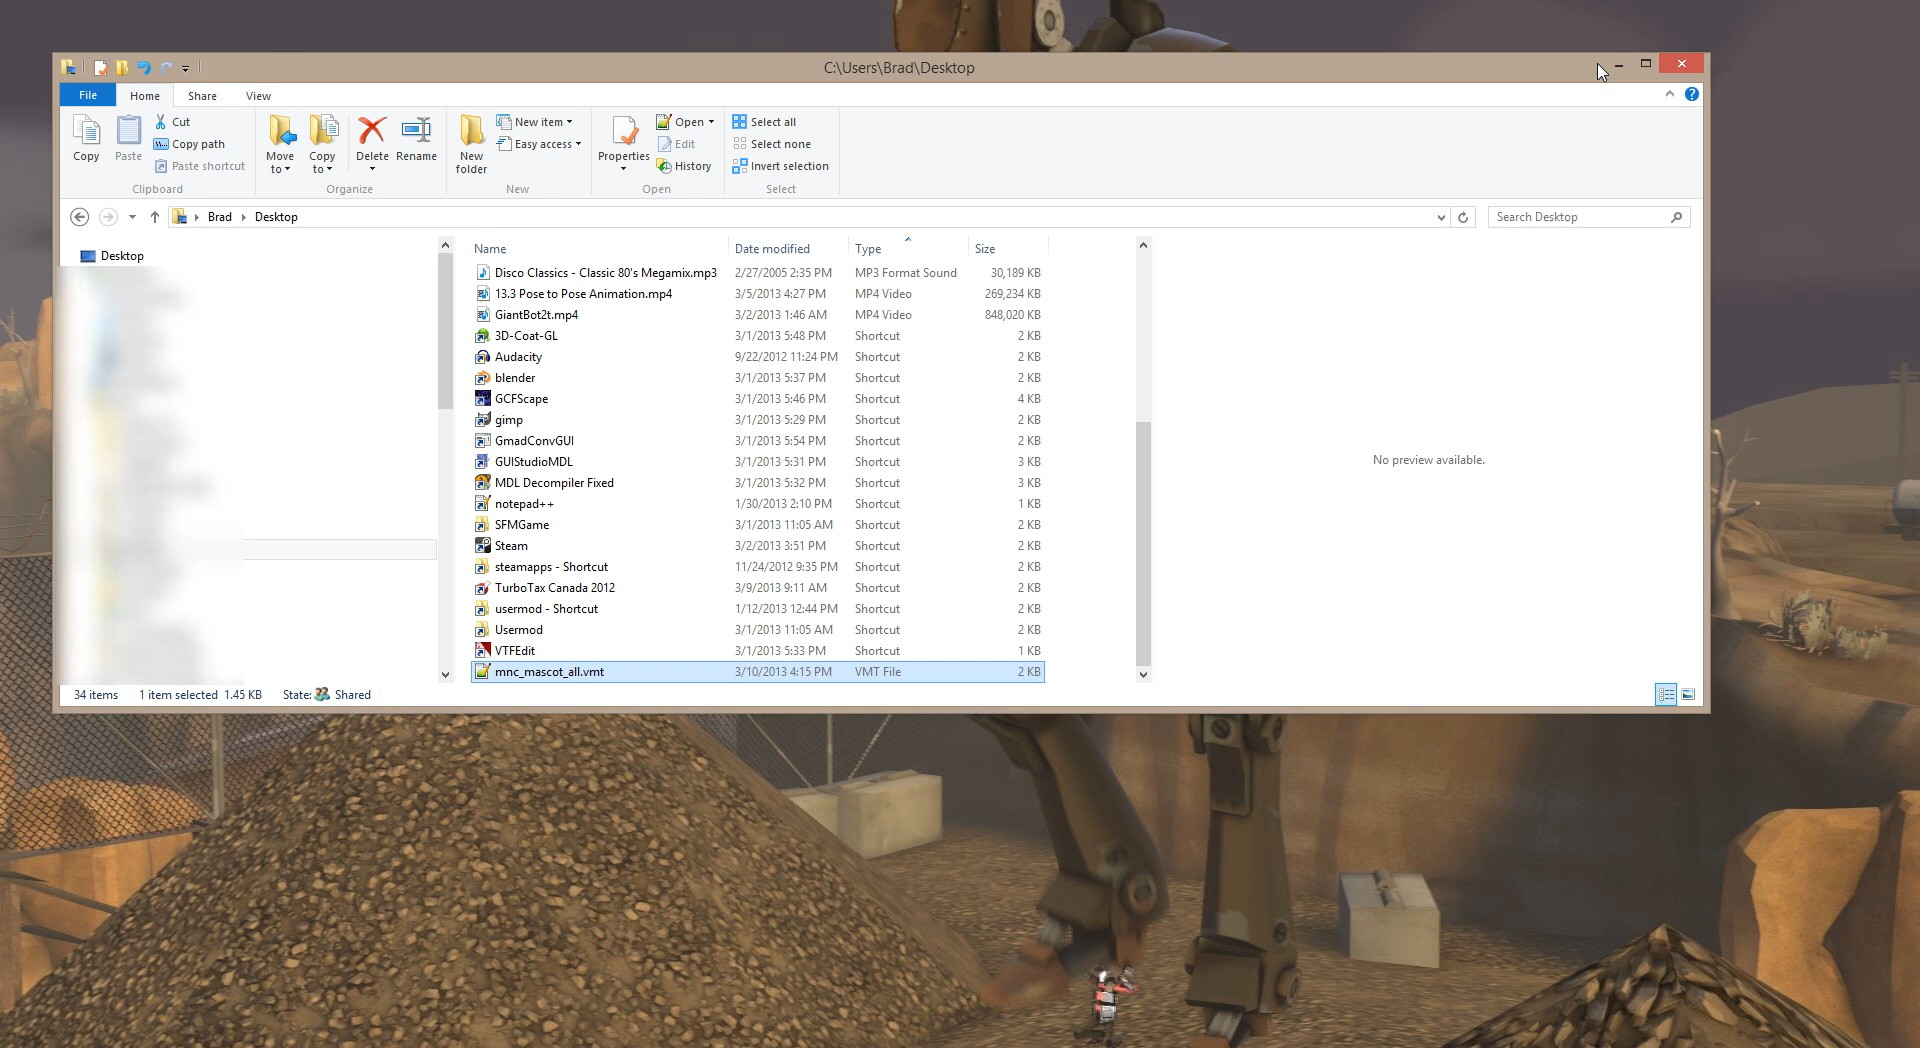 C:\Users\Brad\Desktop
File Home Share View
Copy Paste Cut
Copy path
Paste shortcut
Clipboard
Move to Copy to Delete Rename
Organize
New folder New item
Easy access
New
Properties Open
Edit
History
Open
Select all
Select none
Invert selection
Select
Brad Desktop
Search Desktop
Desktop
Name Date modified Type Size
Disco Classics - Classic 80's Megamix.mp3 2/27/2005 2:35 PM MP3 Format Sound 30,189 KB
13.3 Pose to Pose Animation.mp4 3/5/2013 4:27 PM MP4 Video 269,234 KB
GiantBot2t.mp4 3/2/2013 1:46 AM MP4 Video 848,020 KB
3D-Coat-GL 3/1/2013 5:48 PM Shortcut 2 KB
Audacity 9/22/2012 11:24 PM Shortcut 2 KB
blender 3/1/2013 5:37 PM Shortcut 2 KB
GCFScape 3/1/2013 5:46 PM Shortcut 4 KB
gimp 3/1/2013 5:29 PM Shortcut 2 KB
GmadConvGUI 3/1/2013 5:54 PM Shortcut 2 KB
GUIStudioMDL 3/1/2013 5:31 PM Shortcut 3 KB
MDL Decompiler Fixed 3/1/2013 5:32 PM Shortcut 3 KB
notepad++ 1/30/2013 2:10 PM Shortcut 1 KB
SFMGame 3/1/2013 11:05 AM Shortcut 2 KB
Steam 3/2/2013 3:51 PM Shortcut 2 KB
steamapps - Shortcut 11/24/2012 9:35 PM Shortcut 2 KB
TurboTax Canada 2012 3/9/2013 9:11 AM Shortcut 2 KB
usermod - Shortcut 1/12/2013 12:44 PM Shortcut 2 KB
Usermod 3/1/2013 11:05 AM Shortcut 2 KB
VTFEdit 3/1/2013 5:33 PM Shortcut 1 KB
mnc_mascot_all.vmt 3/10/2013 4:15 PM VMT File 2 KB
No preview available.
34 items 1 item selected 1.45 KB State: Shared